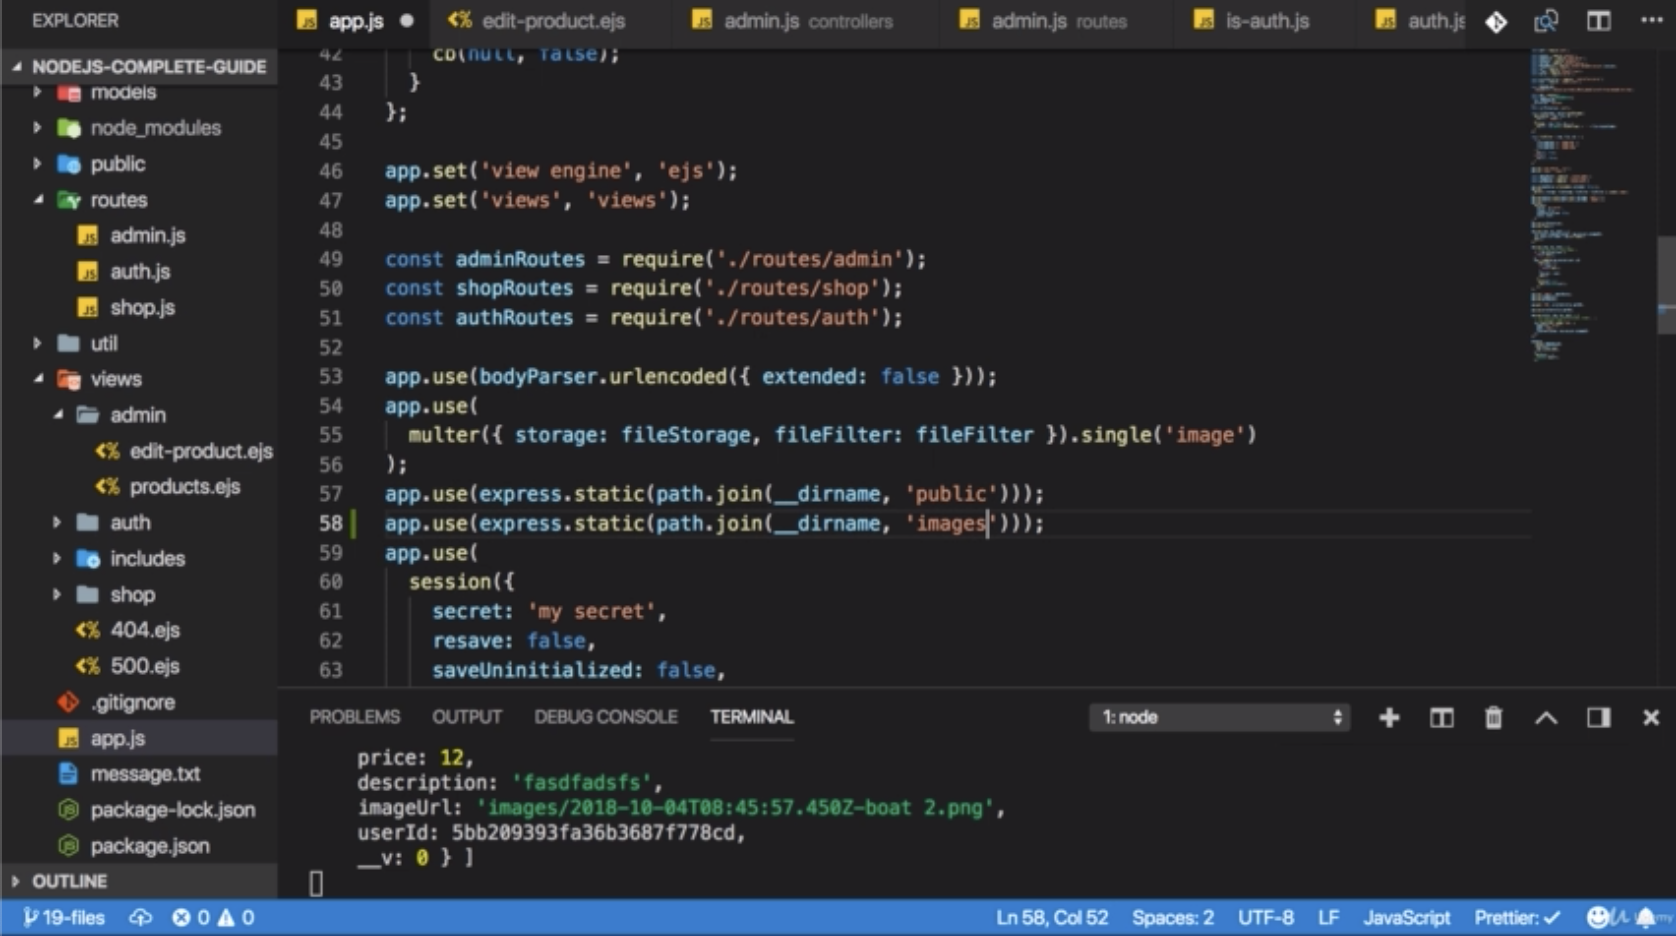 EXPLORER
app.js
edit-product.ejs
admin.js controllers
admin.js routes
is-auth.js
auth.js
NODEJS-COMPLETE-GUIDE
models
node_modules
public
routes
admin.js
auth.js
shop.js
util
views
admin
edit-product.ejs
products.ejs
auth
includes
shop
404.ejs
500.ejs
.gitignore
app.js
message.txt
package-lock.json
package.json
OUTLINE
42 cb(null, false);
43 }
44 };
45
46 app.set('view engine', 'ejs');
47 app.set('views', 'views');
48
49 const adminRoutes = require('./routes/admin');
50 const shopRoutes = require('./routes/shop');
51 const authRoutes = require('./routes/auth');
52
53 app.use(bodyParser.urlencoded({ extended: false }));
54 app.use(
55 multer({ storage: fileStorage, fileFilter: fileFilter }).single('image')
56 );
57 app.use(express.static(path.join(__dirname, 'public')));
58 app.use(express.static(path.join(__dirname, 'images')));
59 app.use(
60 session({
61 secret: 'my secret',
62 resave: false,
63 saveUninitialized: false,
PROBLEMS OUTPUT DEBUG CONSOLE TERMINAL
1: node
price: 12,
description: 'fasdfadsfs',
imageUrl: 'images/2018-10-04T08:45:57.450Z-boat 2.png',
userId: 5bb209393fa36b3687f778cd,
__v: 0 } ]
19-files 0 0 Ln 58, Col 52 Spaces: 2 UTF-8 LF JavaScript Prettier: ✓